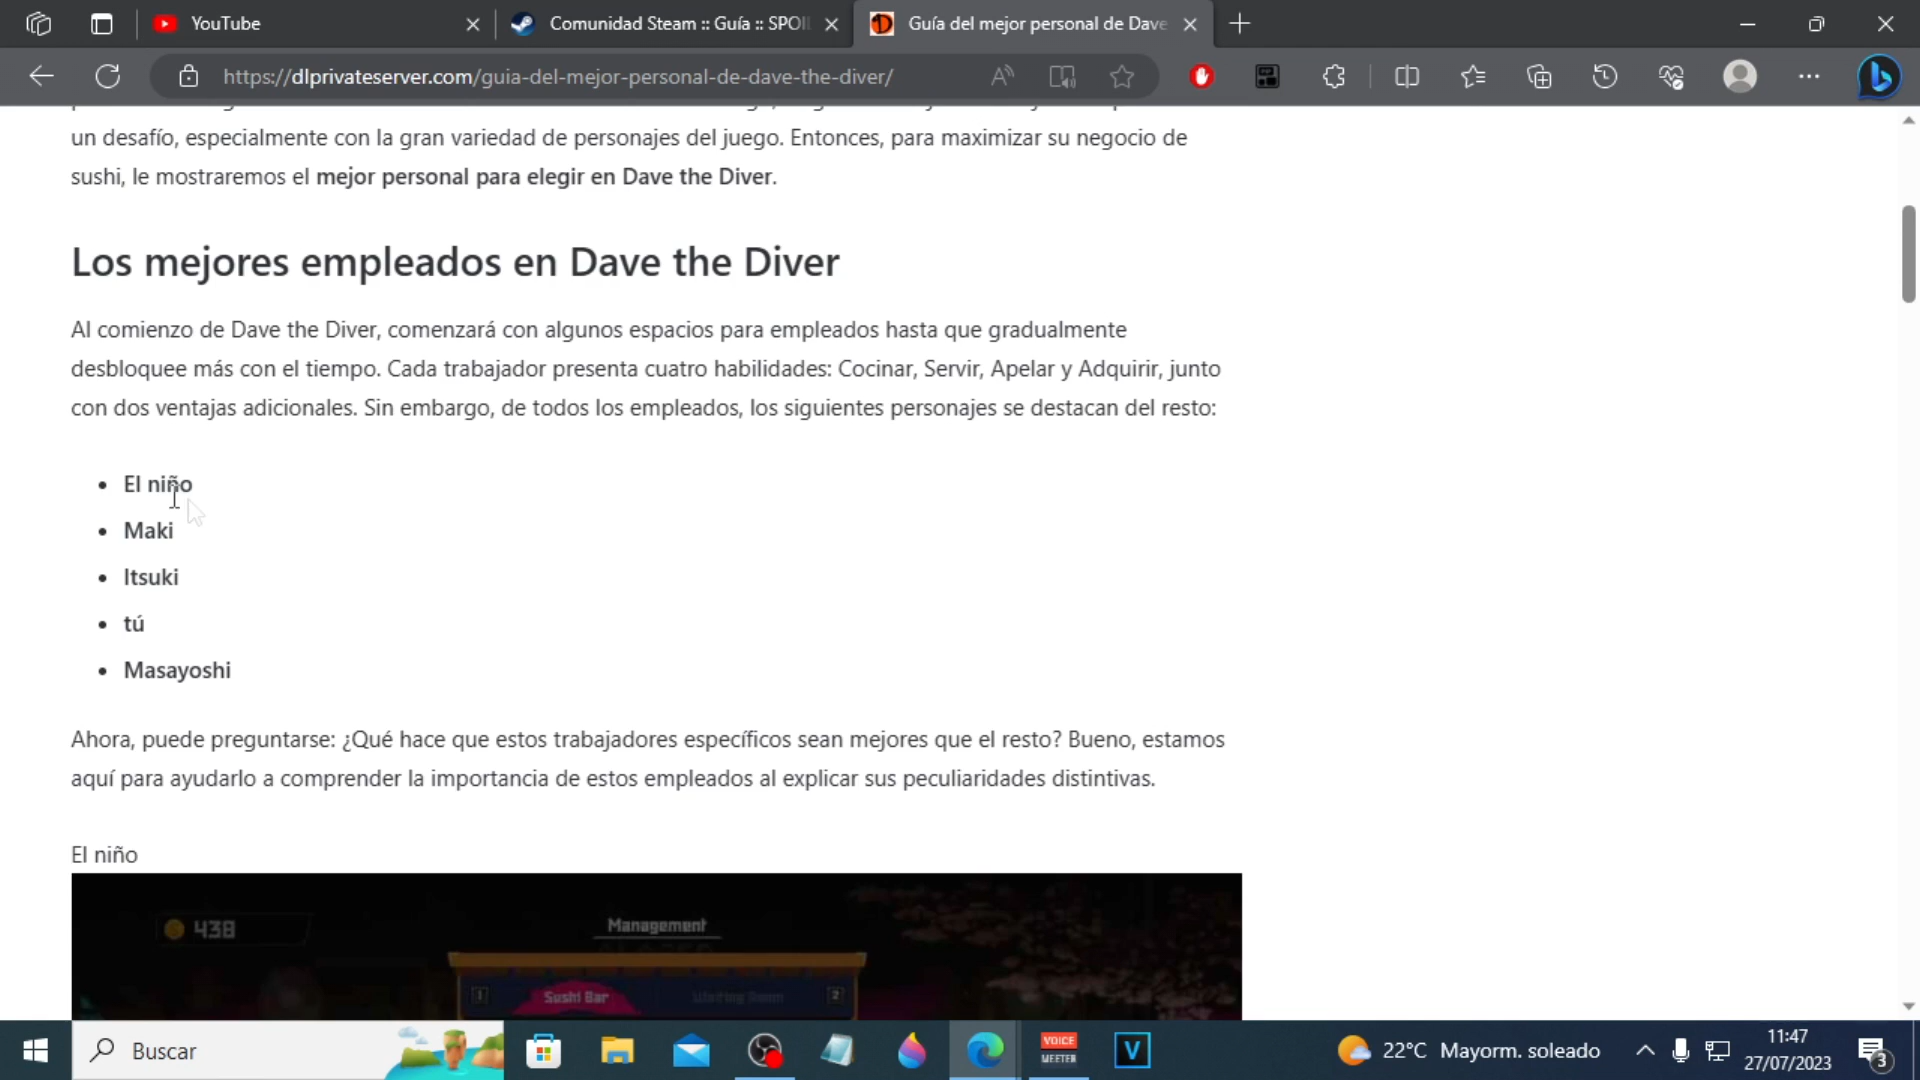 YouTube
Comunidad Steam :: Guía :: SPOI
Guía del mejor personal de Dave
https://dlprivateserver.com/guia-del-mejor-personal-de-dave-the-diver/
un desafío, especialmente con la gran variedad de personajes del juego. Entonces, para maximizar su negocio de
sushi, le mostraremos el mejor personal para elegir en Dave the Diver.
Los mejores empleados en Dave the Diver
Al comienzo de Dave the Diver, comenzará con algunos espacios para empleados hasta que gradualmente
desbloquee más con el tiempo. Cada trabajador presenta cuatro habilidades: Cocinar, Servir, Apelar y Adquirir, junto
con dos ventajas adicionales. Sin embargo, de todos los empleados, los siguientes personajes se destacan del resto:
El niño
Maki
Itsuki
tú
Masayoshi
Ahora, puede preguntarse: ¿Qué hace que estos trabajadores específicos sean mejores que el resto? Bueno, estamos
aquí para ayudarlo a comprender la importancia de estos empleados al explicar sus peculiaridades distintivas.
El niño
438
Management
1 Sushi Bar Waiting Room 2
Buscar
VOICE
MEETER
V
22°C Mayorm. soleado
11:47
27/07/2023
3